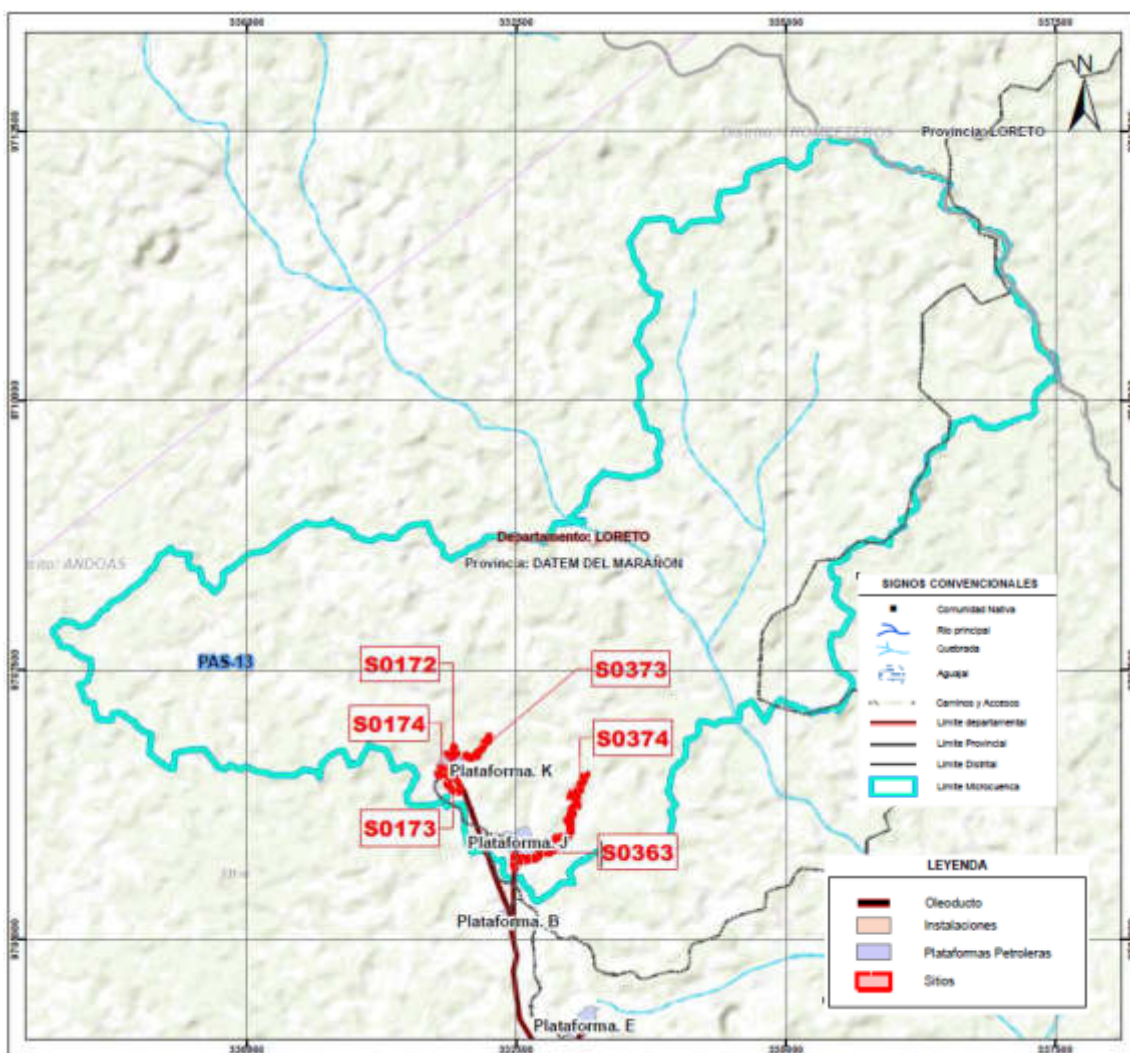 332500
N
Provincia: LORETO
Departamento: LORETO
Provincia: DATEM DEL MARAÑON
ANDOAS
PAS-13
S0172
S0373
S0174
S0374
Plataforma. K
S0173
Plataforma. J
S0363
Plataforma. B
Plataforma. E
SIGNOS CONVENCIONALES
Comunidad Nativa
Rio principal
Quebrada
Aguajal
Caminos y Accesos
Limite departamental
Limite Provincial
Limite Distrital
Limite Microcuenca
LEYENDA
Oleoducto
Instalaciones
Plataformas Petroleras
Sitios